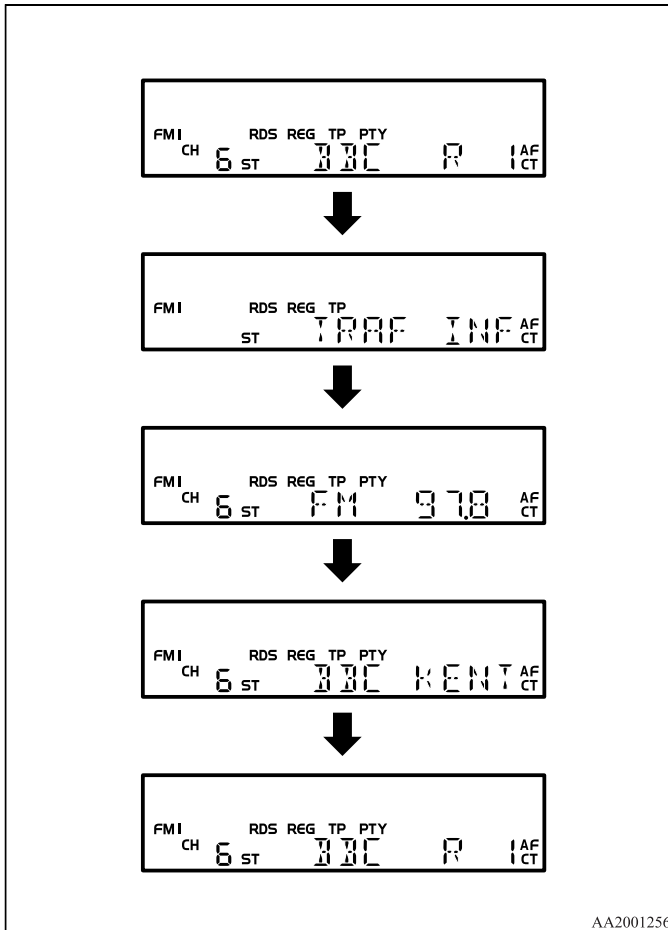 FM1 RDS REG TP PTY
CH 6 ST BBC R 1 AF CT
FM1 RDS REG TP
ST TRAF INF AF CT
FM1 RDS REG TP PTY
CH 6 ST FM 97.8 AF CT
FM1 RDS REG TP PTY
CH 6 ST BBC KENT AF CT
FM1 RDS REG TP PTY
CH 6 ST BBC R 1 AF CT
AA2001256